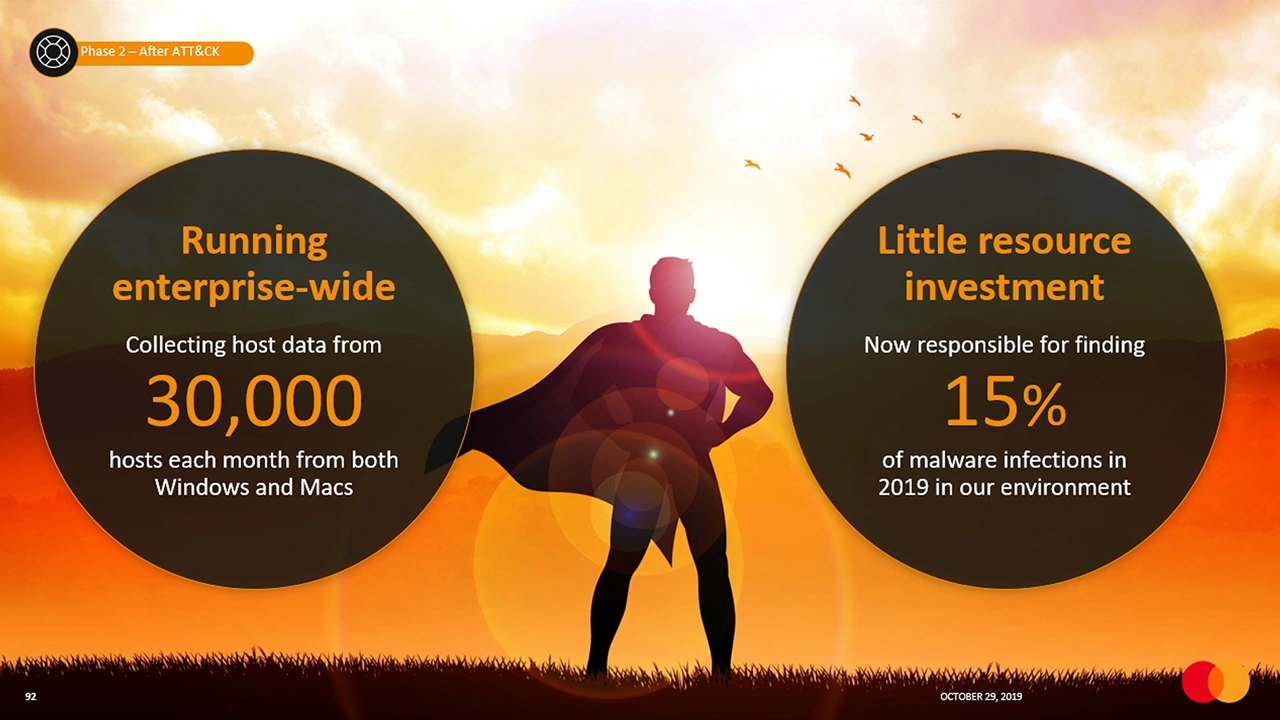 Phase 2 – After ATT&CK
Running
enterprise-wide
Collecting host data from
30,000
hosts each month from both
Windows and Macs
Little resource
investment
Now responsible for finding
15%
of malware infections in
2019 in our environment
92
OCTOBER 29, 2019